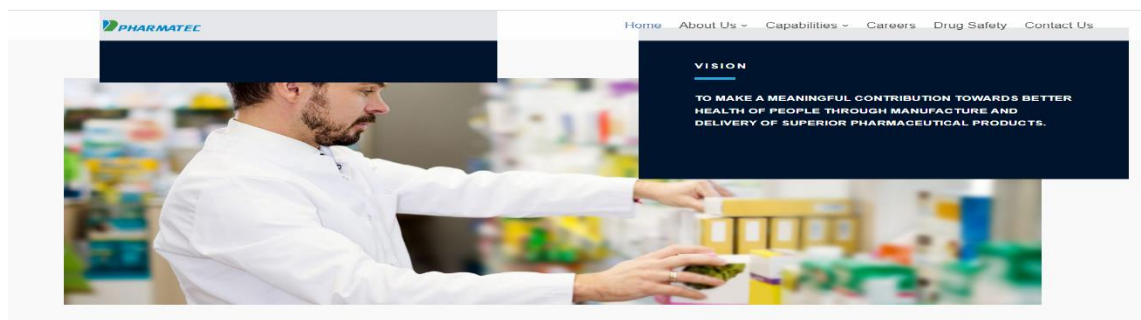 PHARMATEC
Home About Us Capabilities Careers Drug Safety Contact Us
VISION
TO MAKE A MEANINGFUL CONTRIBUTION TOWARDS BETTER
HEALTH OF PEOPLE THROUGH MANUFACTURE AND
DELIVERY OF SUPERIOR PHARMACEUTICAL PRODUCTS.